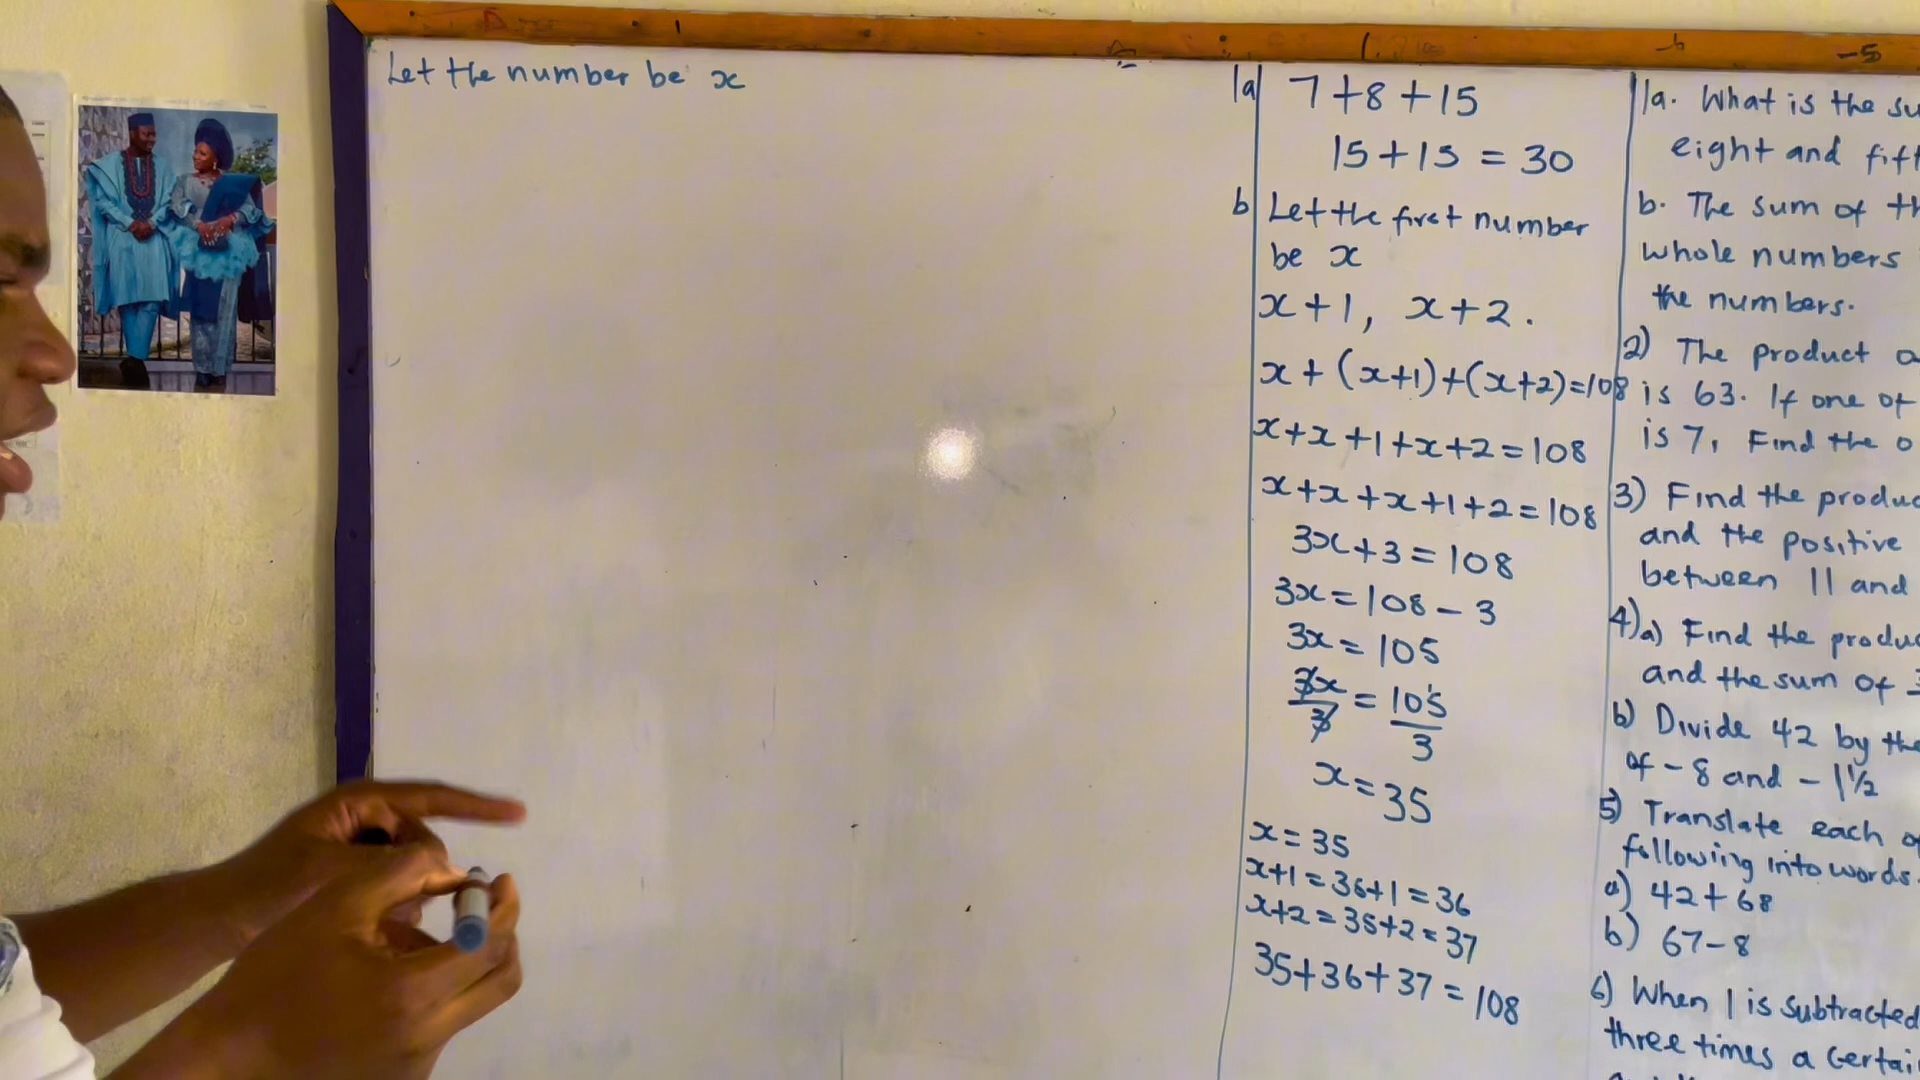 Let the number be x
1a 7+8+15
15+15 = 30
b Let the first number
be x
x+1, x+2.
x+(x+1)+(x+2)=108
x+x+1+x+2=108
x+x+x+1+2=108
3x+3=108
3x=108-3
3x=105
3x/3 = 105/3
x=35
x=35
x+1=36+1=36
x+2=35+2=37
35+36+37=108
1a. What is the
eight and
b. The sum of
whole numbers
the numbers.
2) The product
is 63. If one of
is 7, Find the
3) Find the
and the positive
between 11 and
4)a) Find the
and the sum of
b) Divide 42 by the
of -8 and -1½
5) Translate each
following into words.
a) 42+68
b) 67-8
6) When 1 is subtracted
three times a